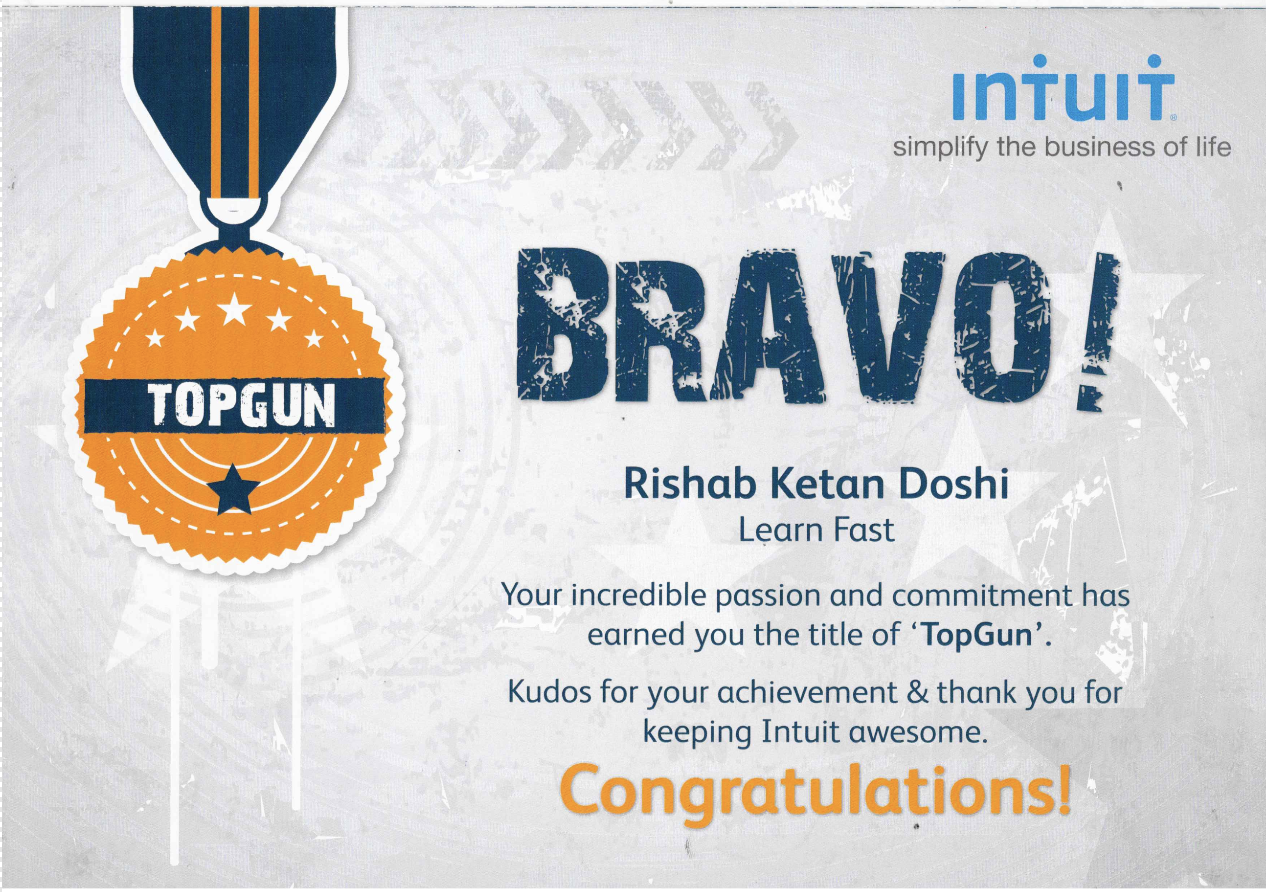 intuit®
simplify the business of life
BRAVO!
TOPGUN
Rishab Ketan Doshi
Learn Fast
Your incredible passion and commitment has
earned you the title of ‘TopGun’.
Kudos for your achievement & thank you for
keeping Intuit awesome.
Congratulations!